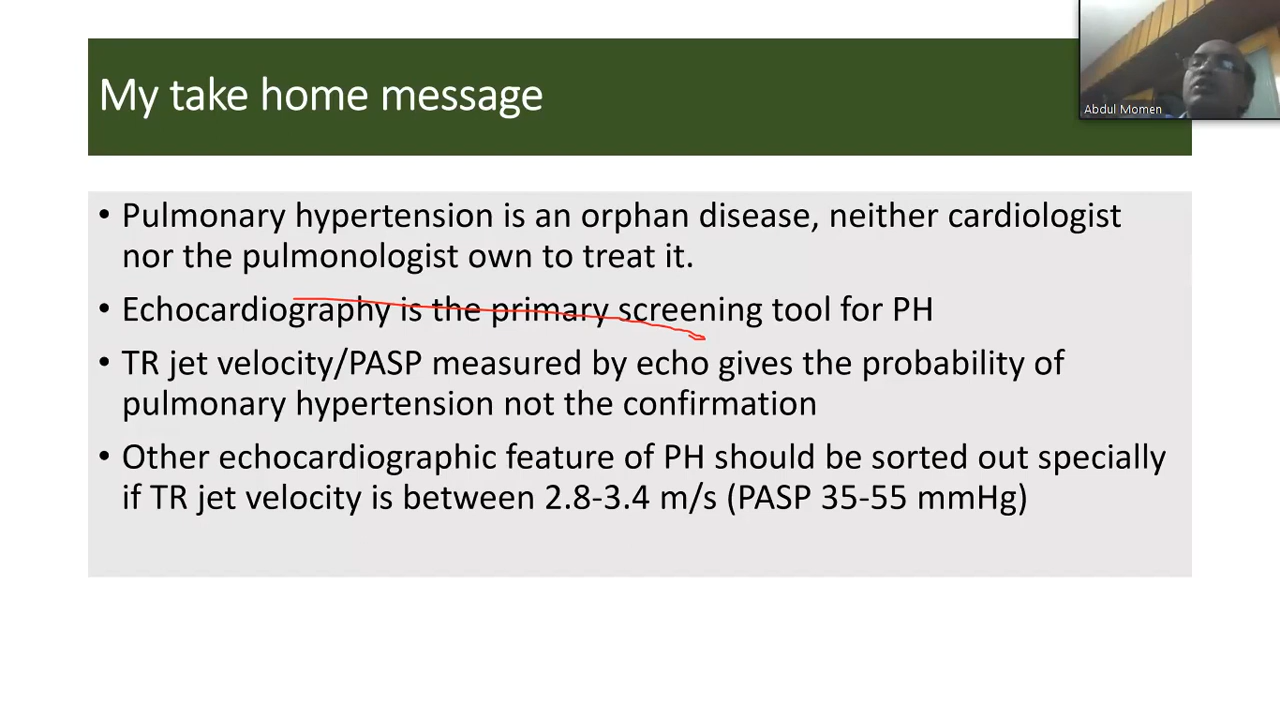 My take home message
Abdul Momen
• Pulmonary hypertension is an orphan disease, neither cardiologist
nor the pulmonologist own to treat it.
• Echocardiography is the primary screening tool for PH
• TR jet velocity/PASP measured by echo gives the probability of
pulmonary hypertension not the confirmation
• Other echocardiographic feature of PH should be sorted out specially
if TR jet velocity is between 2.8-3.4 m/s (PASP 35-55 mmHg)